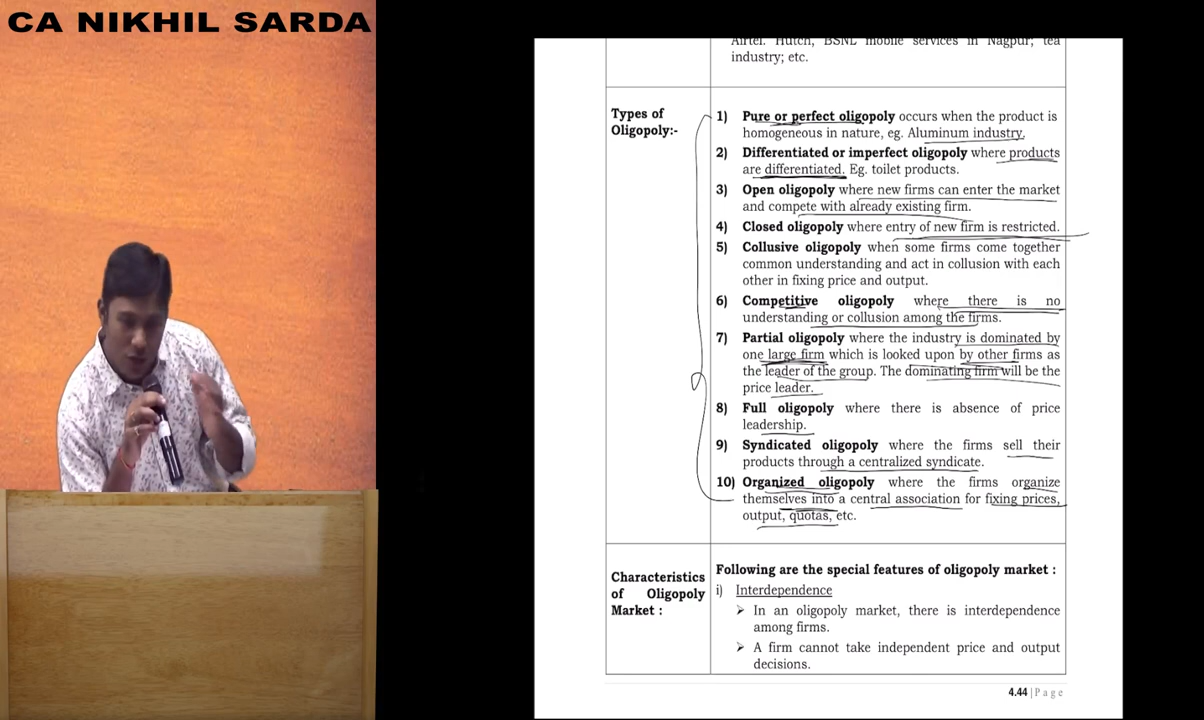 CA NIKHIL SARDA
Airtel. Hutch, BSNL mobile services in Nagpur; tea
industry; etc.
Types of
Oligopoly:-
1) Pure or perfect oligopoly occurs when the product is
homogeneous in nature, eg. Aluminum industry.
2) Differentiated or imperfect oligopoly where products
are differentiated. Eg. toilet products.
3) Open oligopoly where new firms can enter the market
and compete with already existing firm.
4) Closed oligopoly where entry of new firm is restricted.
5) Collusive oligopoly when some firms come together
common understanding and act in collusion with each
other in fixing price and output.
6) Competitive oligopoly where there is no
understanding or collusion among the firms.
7) Partial oligopoly where the industry is dominated by
one large firm which is looked upon by other firms as
the leader of the group. The dominating firm will be the
price leader.
8) Full oligopoly where there is absence of price
leadership.
9) Syndicated oligopoly where the firms sell their
products through a centralized syndicate.
10) Organized oligopoly where the firms organize
themselves into a central association for fixing prices,
output, quotas, etc.
Characteristics
of Oligopoly
Market :
Following are the special features of oligopoly market :
i) Interdependence
➢ In an oligopoly market, there is interdependence
among firms.
➢ A firm cannot take independent price and output
decisions.
4.44 | Page